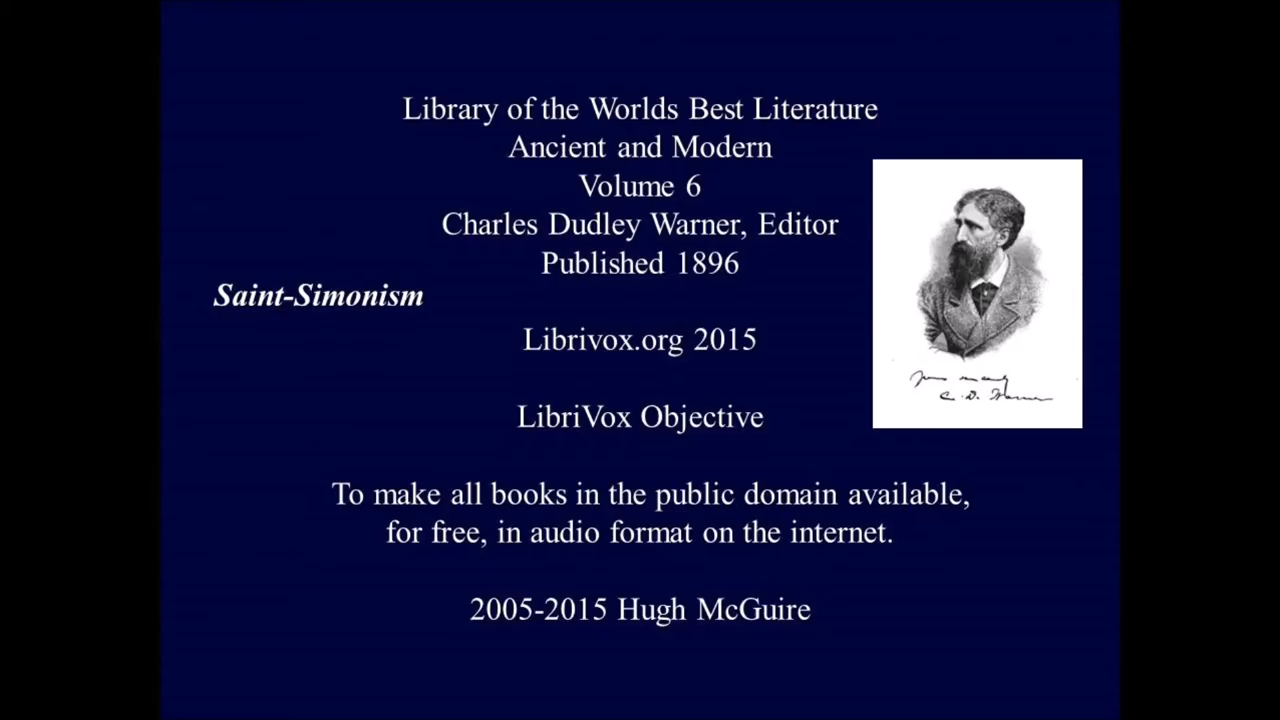 Library of the Worlds Best Literature
Ancient and Modern
Volume 6
Charles Dudley Warner, Editor
Published 1896
Saint-Simonism
Librivox.org 2015
LibriVox Objective
To make all books in the public domain available,
for free, in audio format on the internet.
2005-2015 Hugh McGuire